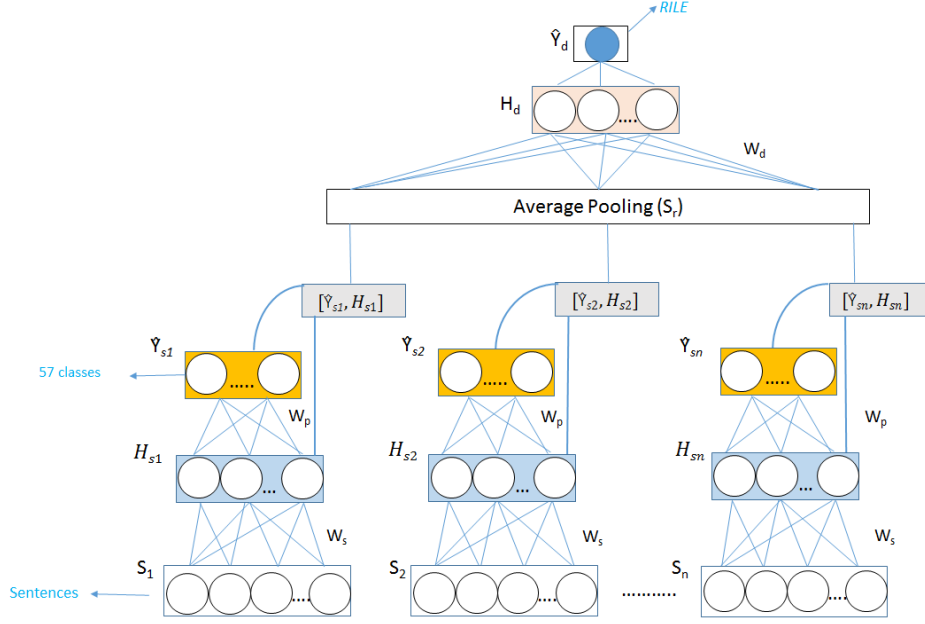 RILE
Ŷd
Hd
....
Wd
Average Pooling (Sr)
[Ŷs1, Hs1]
[Ŷs2, Hs2]
[Ŷsn, Hsn]
Ŷs1
Ŷs2
Ŷsn
57 classes
.....
.....
.....
Wp
Wp
Wp
Hs1
Hs2
Hsn
...
...
...
Ws
Ws
Ws
S1
S2
Sn
Sentences
....
....
...........
....